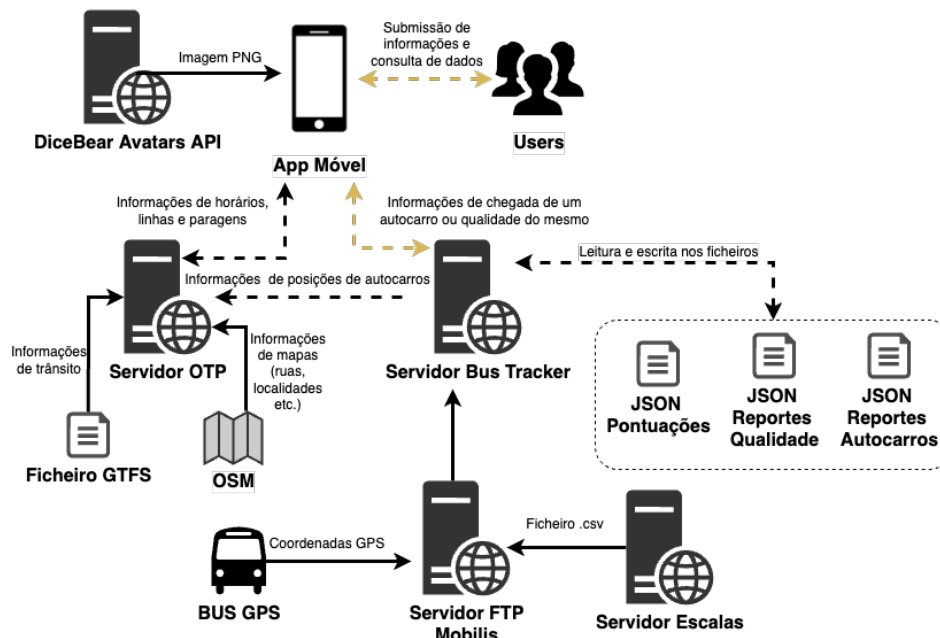 Imagem PNG
Submissão de
informações e
consulta de dados
DiceBear Avatars API
App Móvel
Users
Informações de horários,
linhas e paragens
Informações de chegada de um
autocarro ou qualidade do mesmo
Informações  de posições de autocarros
Leitura e escrita nos ficheiros
Informações
de trânsito
Servidor OTP
Informações
de mapas
(ruas,
localidades
etc.)
Servidor Bus Tracker
JSON
Pontuações
JSON
Reportes
Qualidade
JSON
Reportes
Autocarros
Ficheiro GTFS
OSM
Coordenadas GPS
Ficheiro .csv
BUS GPS
Servidor FTP
Mobilis
Servidor Escalas